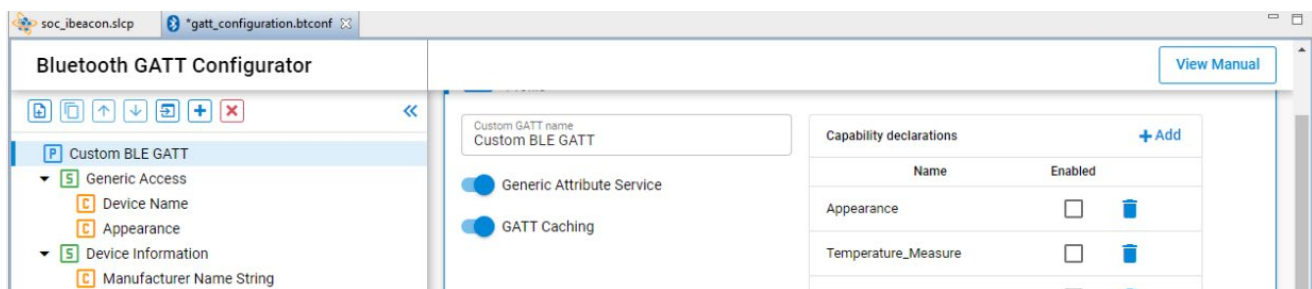 soc_ibeacon.slcp
*gatt_configuration.btconf
Bluetooth GATT Configurator
View Manual
P Custom BLE GATT
S Generic Access
C Device Name
C Appearance
S Device Information
C Manufacturer Name String
Custom GATT name
Custom BLE GATT
Generic Attribute Service
GATT Caching
Capability declarations
Add
Name Enabled
Appearance
Temperature_Measure